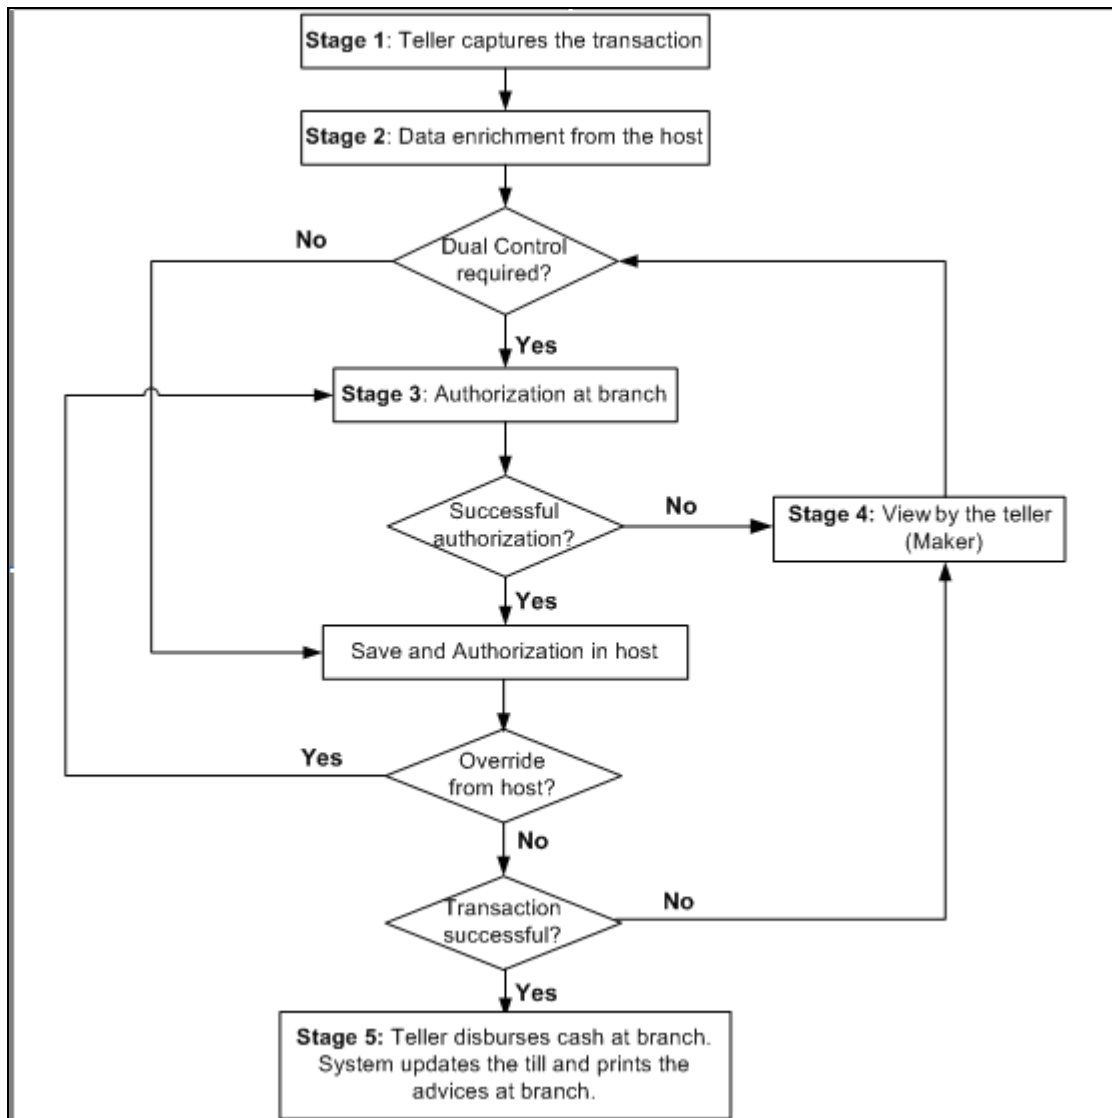 Stage 1: Teller captures the transaction
Stage 2: Data enrichment from the host
No
Dual Control
required?
Yes
Stage 3: Authorization at branch
Successful
authorization?
No
Stage 4: View by the teller
(Maker)
Yes
Save and Authorization in host
Yes
Override
from host?
No
Transaction
successful?
No
Yes
Stage 5: Teller disburses cash at branch.
System updates the till and prints the
advices at branch.